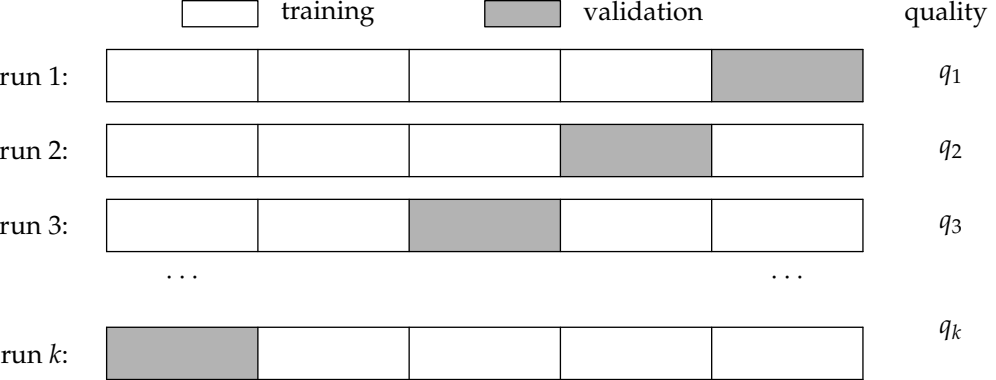 training validation quality
run 1: q1
run 2: q2
run 3: q3
... ...
run k: qk